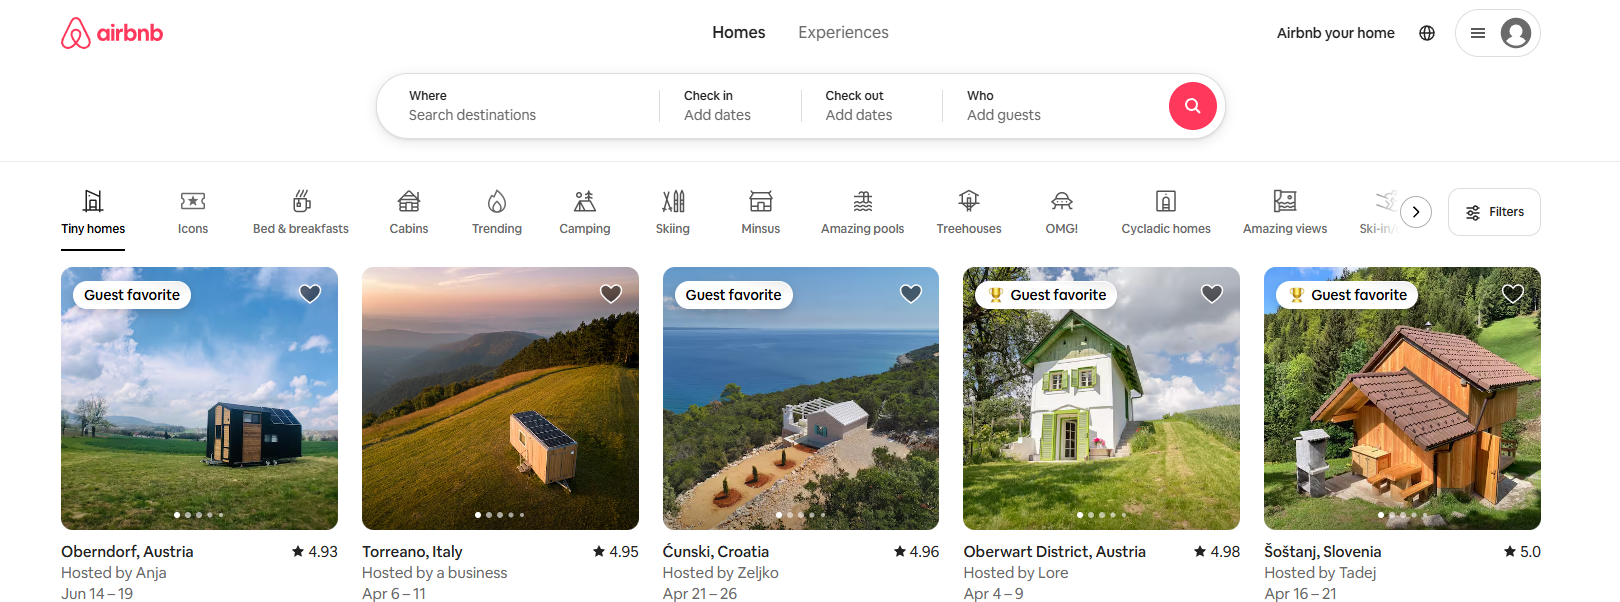 airbnb
Homes
Experiences
Airbnb your home
Where
Search destinations
Check in
Add dates
Check out
Add dates
Who
Add guests
Tiny homes
Icons
Bed & breakfasts
Cabins
Trending
Camping
Skiing
Minsus
Amazing pools
Treehouses
OMG!
Cycladic homes
Amazing views
Ski-in/
Filters
Guest favorite
Guest favorite
Guest favorite
Guest favorite
Oberndorf, Austria
4.93
Hosted by Anja
Jun 14 – 19
Torreano, Italy
4.95
Hosted by a business
Apr 6 – 11
Ćunski, Croatia
4.96
Hosted by Zeljko
Apr 21 – 26
Oberwart District, Austria
4.98
Hosted by Lore
Apr 4 – 9
Šoštanj, Slovenia
5.0
Hosted by Tadej
Apr 16 – 21